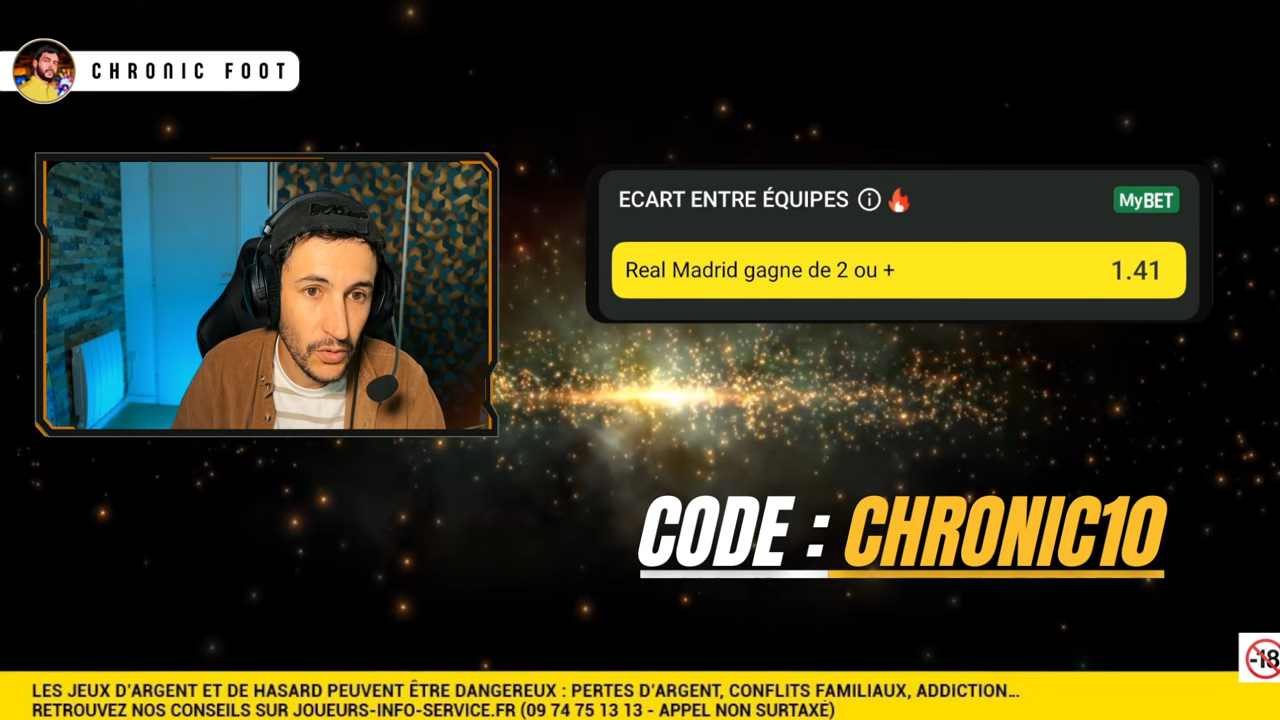 CHRONIC FOOT
ECART ENTRE ÉQUIPES
MyBET
Real Madrid gagne de 2 ou +
1.41
CODE : CHRONIC10
-18
LES JEUX D'ARGENT ET DE HASARD PEUVENT ÊTRE DANGEREUX : PERTES D'ARGENT, CONFLITS FAMILIAUX, ADDICTION...
RETROUVEZ NOS CONSEILS SUR JOUEURS-INFO-SERVICE.FR (09 74 75 13 13 - APPEL NON SURTAXÉ)